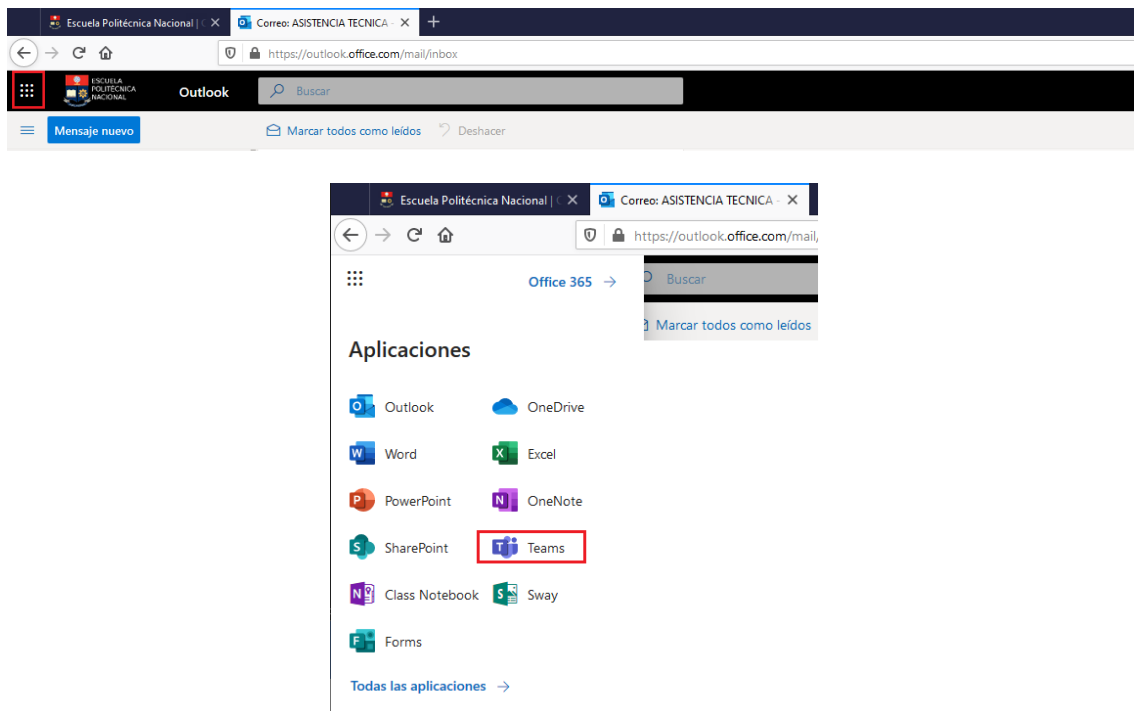 Escuela Politécnica Nacional | C
Correo: ASISTENCIA TECNICA -
https://outlook.office.com/mail/inbox
ESCUELA
POLITÉCNICA
NACIONAL
Outlook
Buscar
Mensaje nuevo
Marcar todos como leídos
Deshacer
Escuela Politécnica Nacional | C
Correo: ASISTENCIA TECNICA -
https://outlook.office.com/mail/
Office 365 →
Buscar
Marcar todos como leídos
Aplicaciones
Outlook
OneDrive
Word
Excel
PowerPoint
OneNote
SharePoint
Teams
Class Notebook
Sway
Forms
Todas las aplicaciones →